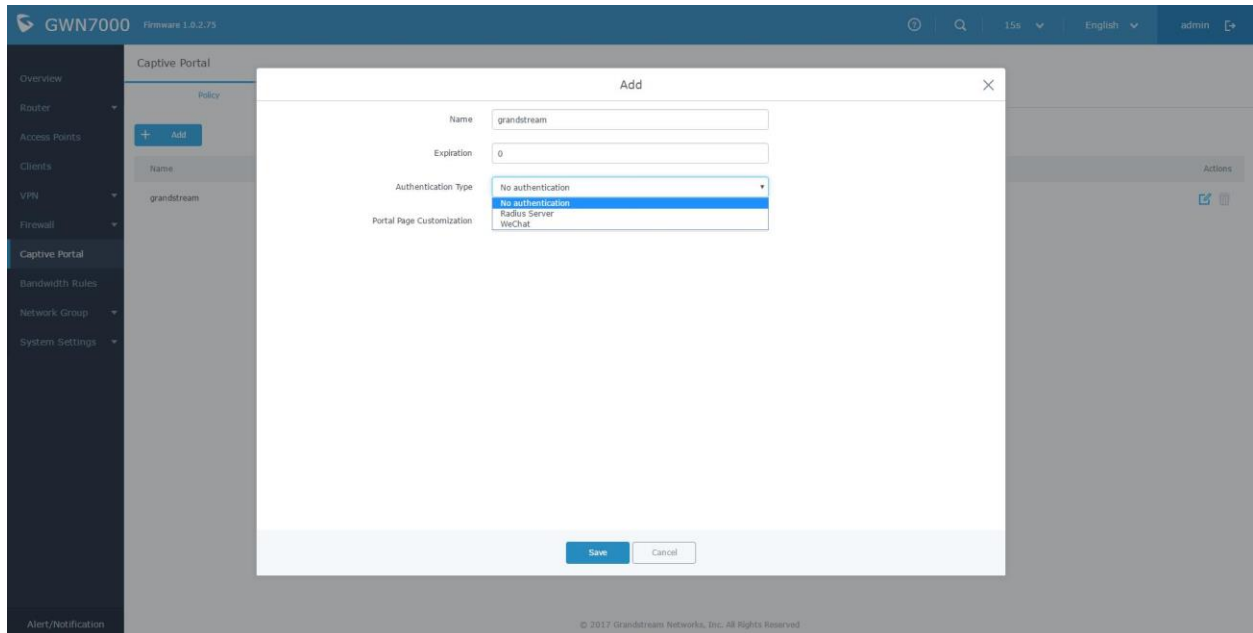 GWN7000 Firmware 1.0.2.75 15s English admin
Overview
Router
Access Points
Clients
VPN
Firewall
Captive Portal
Bandwidth Rules
Network Group
System Settings
Alert/Notification
Captive Portal
Policy
+ Add
Name Actions
grandstream
Add
Name grandstream
Expiration 0
Authentication Type No authentication
No authentication
Radius Server
WeChat
Portal Page Customization
Save Cancel
© 2017 Grandstream Networks, Inc. All Rights Reserved